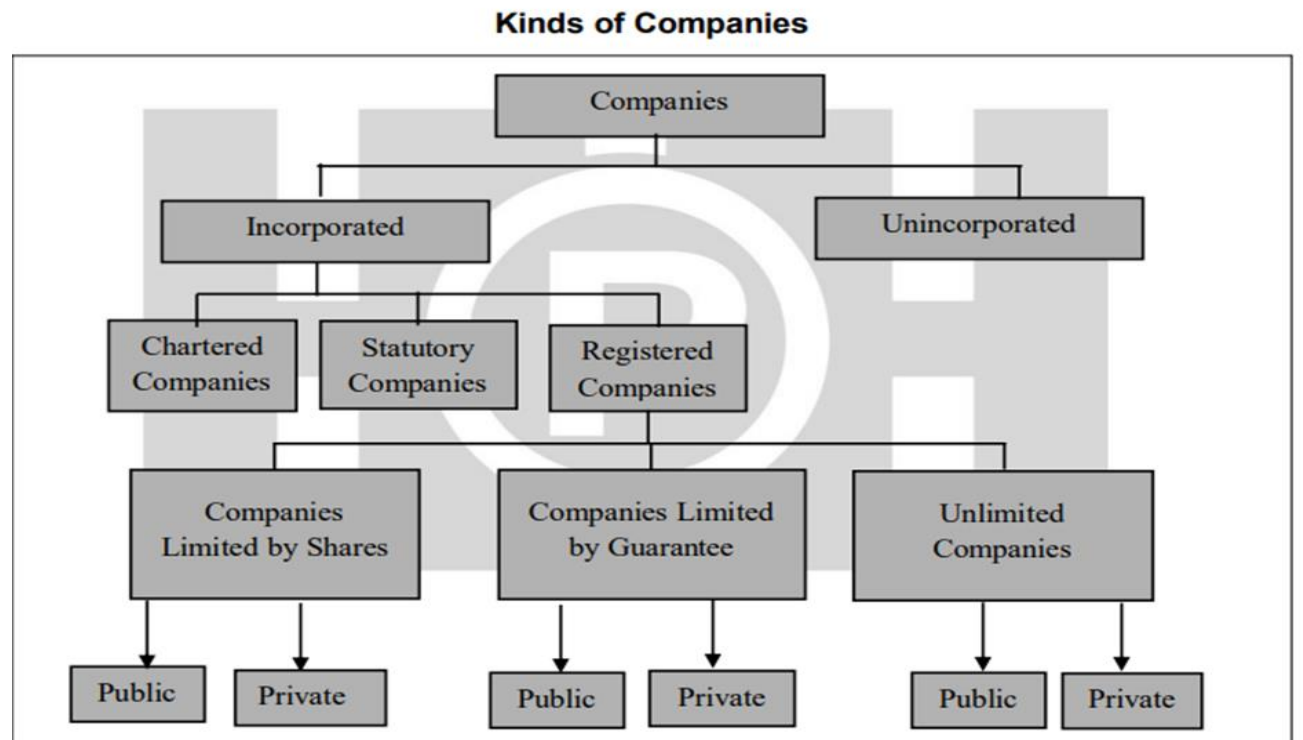 Kinds of Companies
Companies
Incorporated
Unincorporated
Chartered
Companies
Statutory
Companies
Registered
Companies
Companies
Limited by Shares
Companies Limited
by Guarantee
Unlimited
Companies
Public
Private
Public
Private
Public
Private
HPH